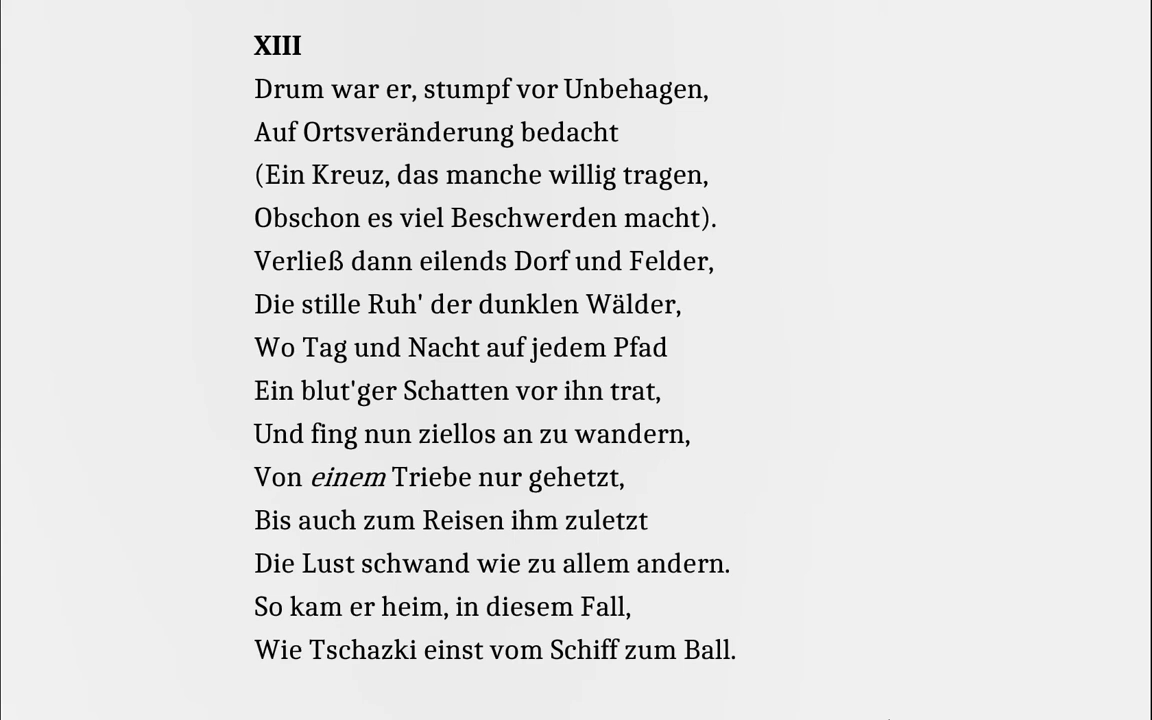 XIII
Drum war er, stumpf vor Unbehagen,
Auf Ortsveränderung bedacht
(Ein Kreuz, das manche willig tragen,
Obschon es viel Beschwerden macht).
Verließ dann eilends Dorf und Felder,
Die stille Ruh' der dunklen Wälder,
Wo Tag und Nacht auf jedem Pfad
Ein blut'ger Schatten vor ihn trat,
Und fing nun ziellos an zu wandern,
Von einem Triebe nur gehetzt,
Bis auch zum Reisen ihm zuletzt
Die Lust schwand wie zu allem andern.
So kam er heim, in diesem Fall,
Wie Tschazki einst vom Schiff zum Ball.